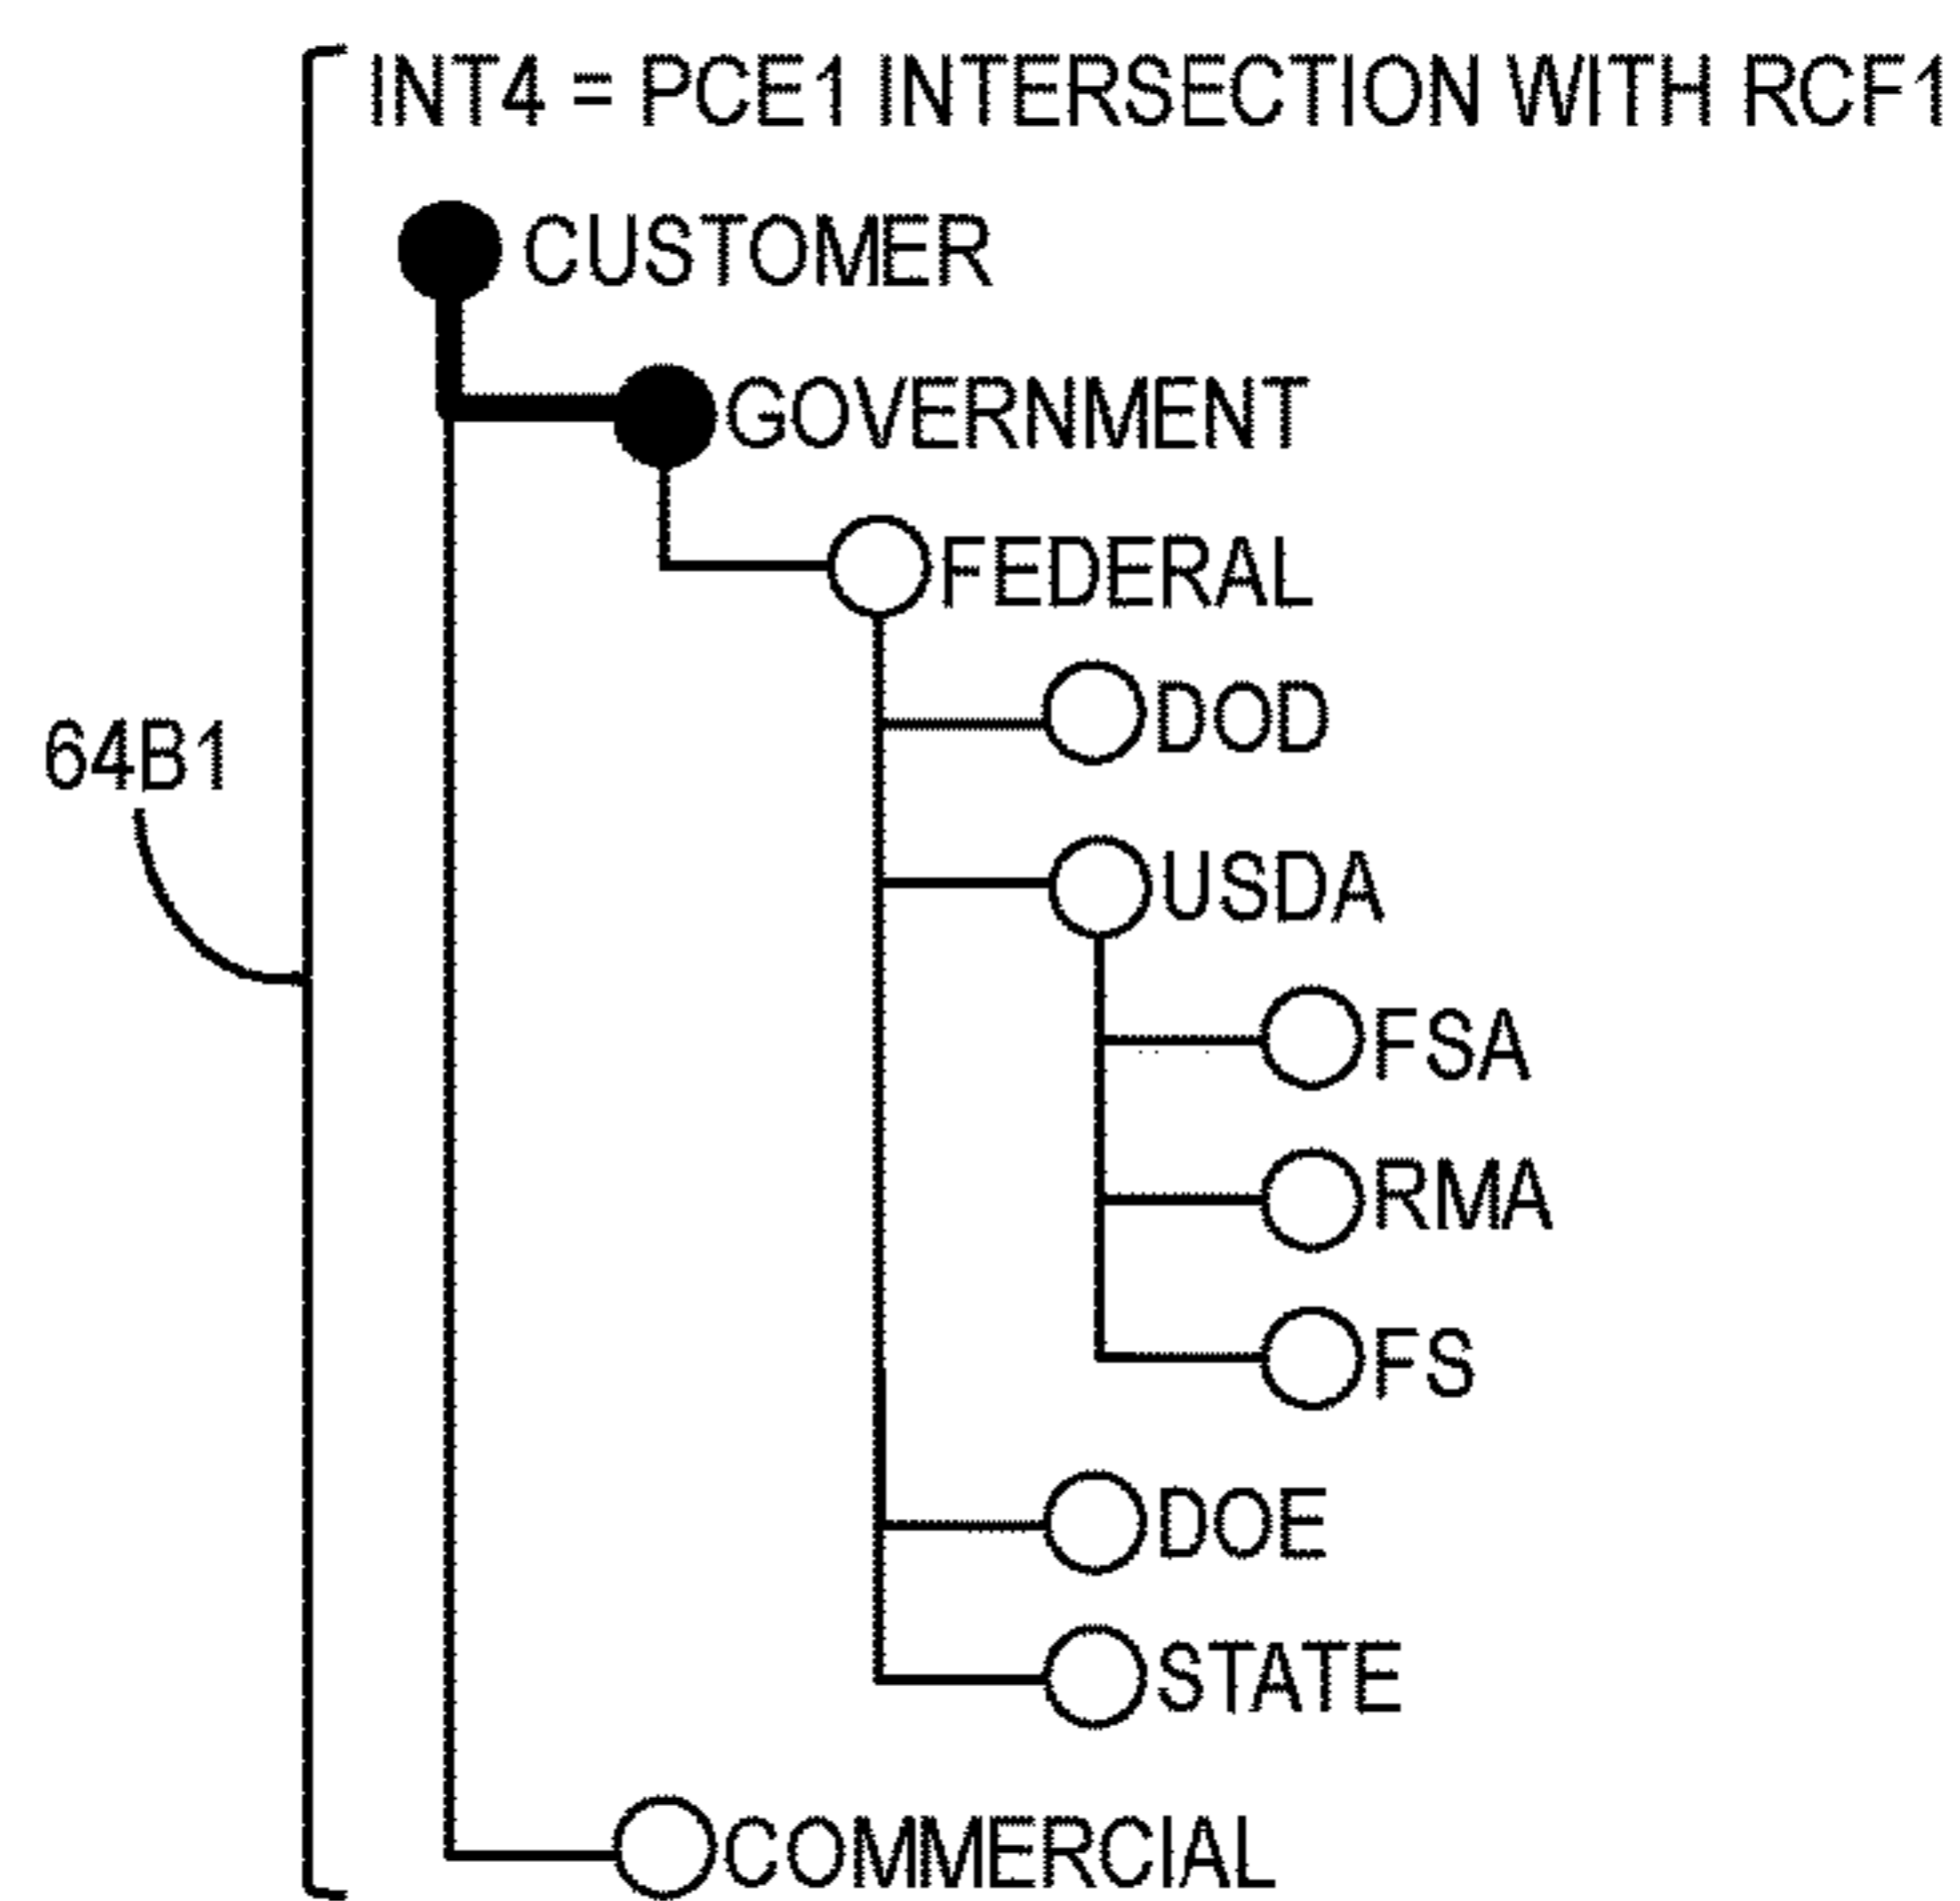 INT4 = PCE1 INTERSECTION WITH RCF1
CUSTOMER
GOVERNMENT
FEDERAL
DOD
64B1
USDA
FSA
RMA
FS
DOE
STATE
COMMERCIAL